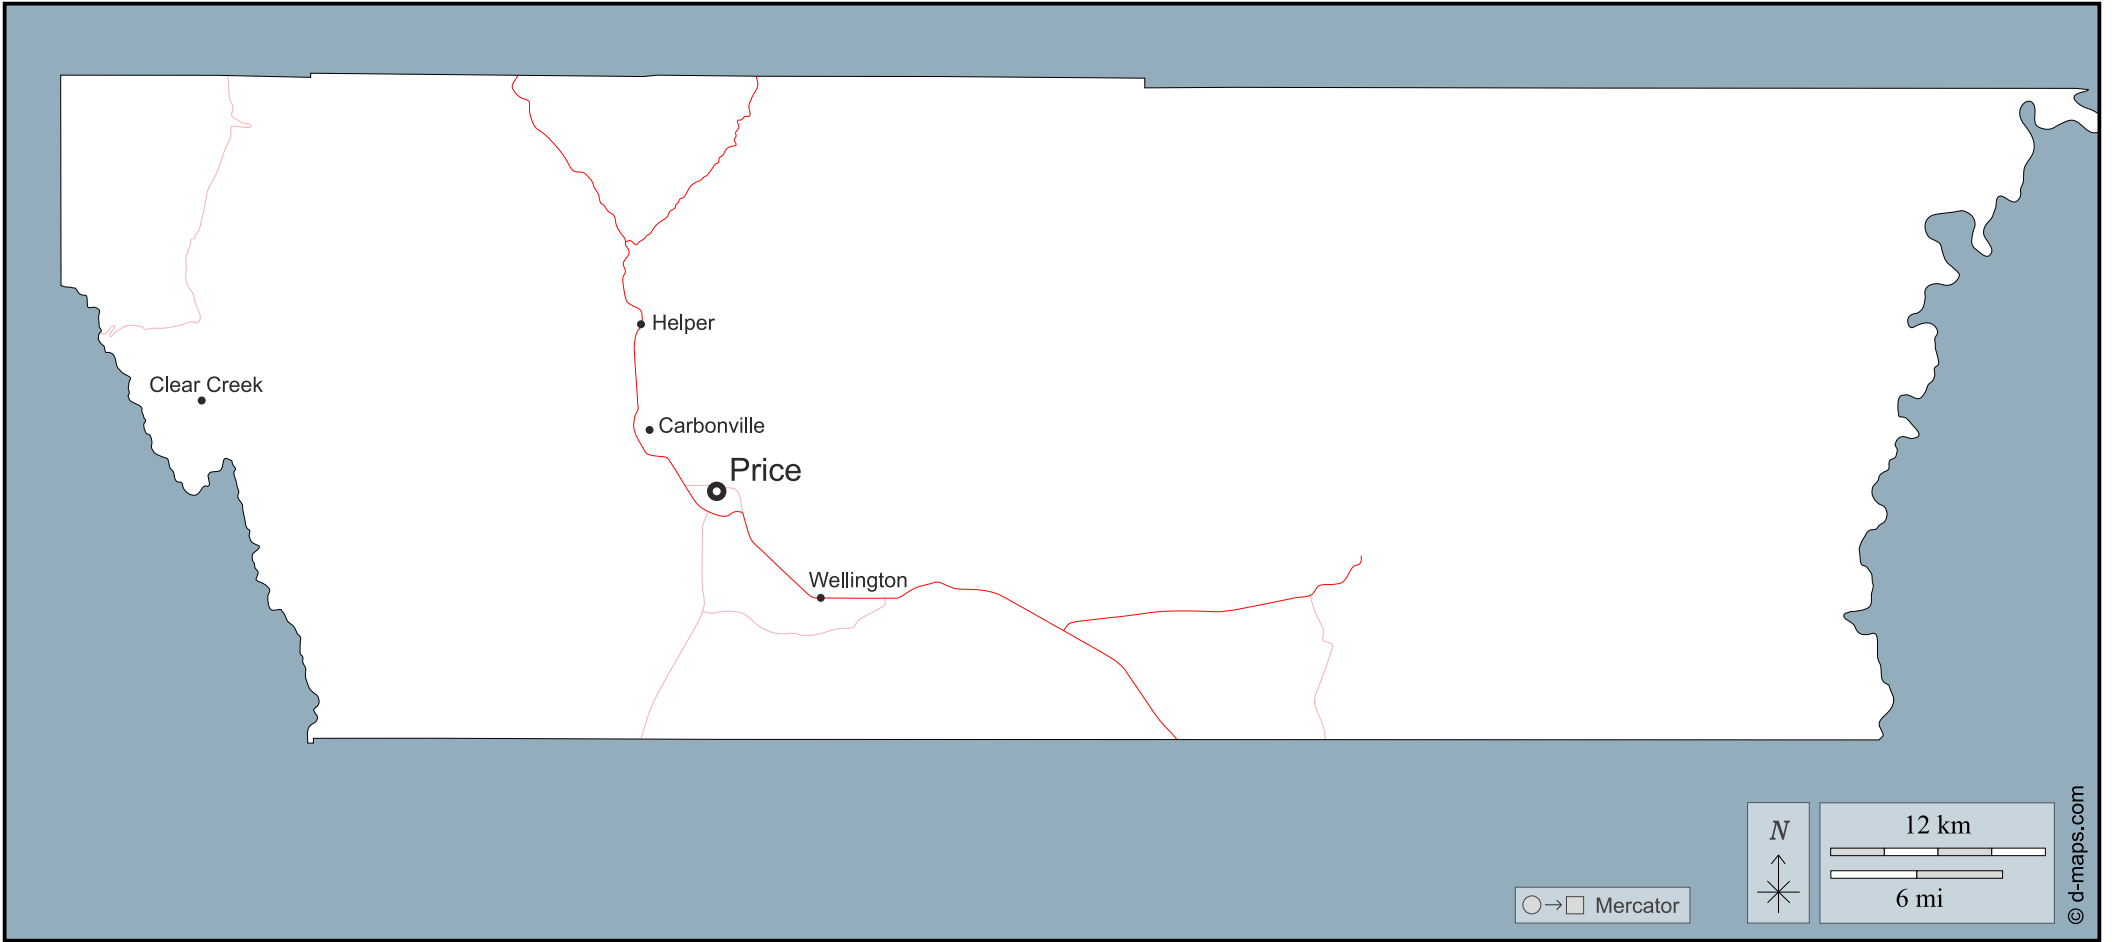 Helper
Clear Creek
Carbonville
Price
Wellington
N
12 km
6 mi
Mercator
© d-maps.com